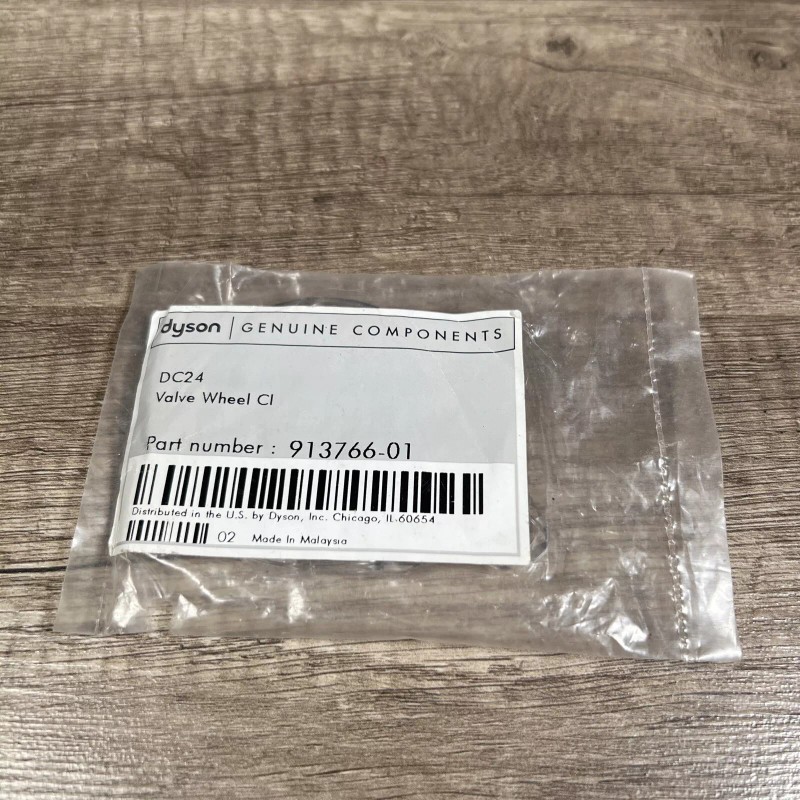 dyson | GENUINE COMPONENTS
DC24
Valve Wheel CI
Part number : 913766-01
Distributed in the U.S. by Dyson, Inc. Chicago, IL.60654
02 Made In Malaysia